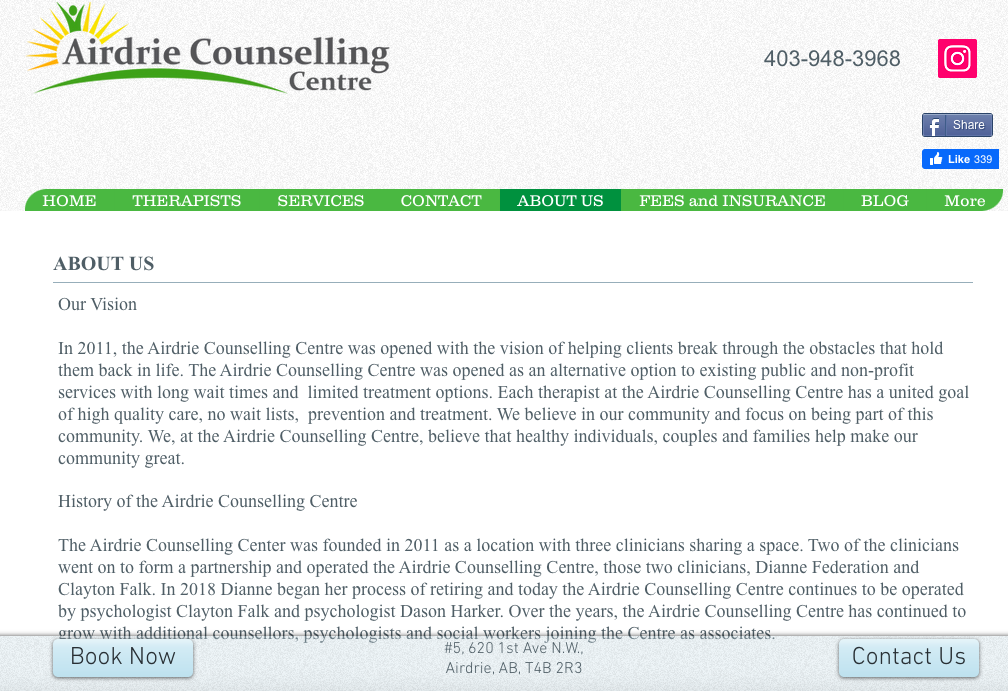 Airdrie Counselling
Centre
403-948-3968
Share
Like 339
HOME THERAPISTS SERVICES CONTACT ABOUT US FEES and INSURANCE BLOG More
ABOUT US
Our Vision
In 2011, the Airdrie Counselling Centre was opened with the vision of helping clients break through the obstacles that hold
them back in life. The Airdrie Counselling Centre was opened as an alternative option to existing public and non-profit
services with long wait times and  limited treatment options. Each therapist at the Airdrie Counselling Centre has a united goal
of high quality care, no wait lists,  prevention and treatment. We believe in our community and focus on being part of this
community. We, at the Airdrie Counselling Centre, believe that healthy individuals, couples and families help make our
community great.
History of the Airdrie Counselling Centre
The Airdrie Counselling Center was founded in 2011 as a location with three clinicians sharing a space. Two of the clinicians
went on to form a partnership and operated the Airdrie Counselling Centre, those two clinicians, Dianne Federation and
Clayton Falk. In 2018 Dianne began her process of retiring and today the Airdrie Counselling Centre continues to be operated
by psychologist Clayton Falk and psychologist Dason Harker. Over the years, the Airdrie Counselling Centre has continued to
grow with additional counsellors, psychologists and social workers joining the Centre as associates.
Book Now
#5, 620 1st Ave N.W.,
Airdrie, AB, T4B 2R3
Contact Us